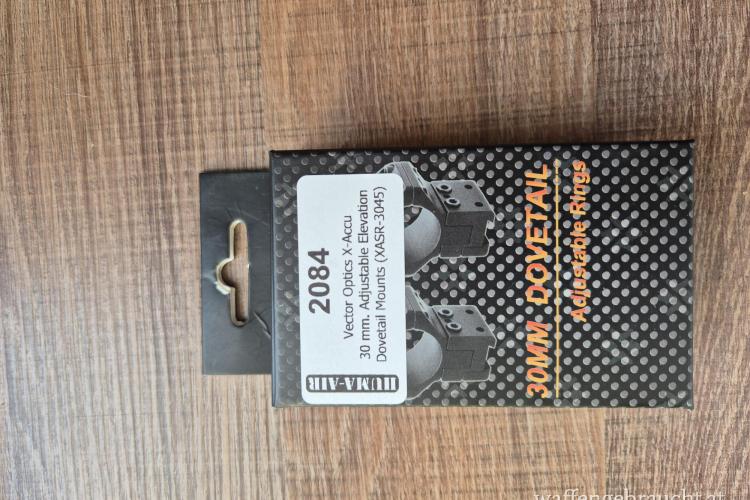 2084
Vector Optics X-Accu
30 mm. Adjustable Elevation
Dovetail Mounts (XASR-3045)
HUMA-AIR
30MM DOVETAIL
Adjustable Rings
waffengebraucht.at